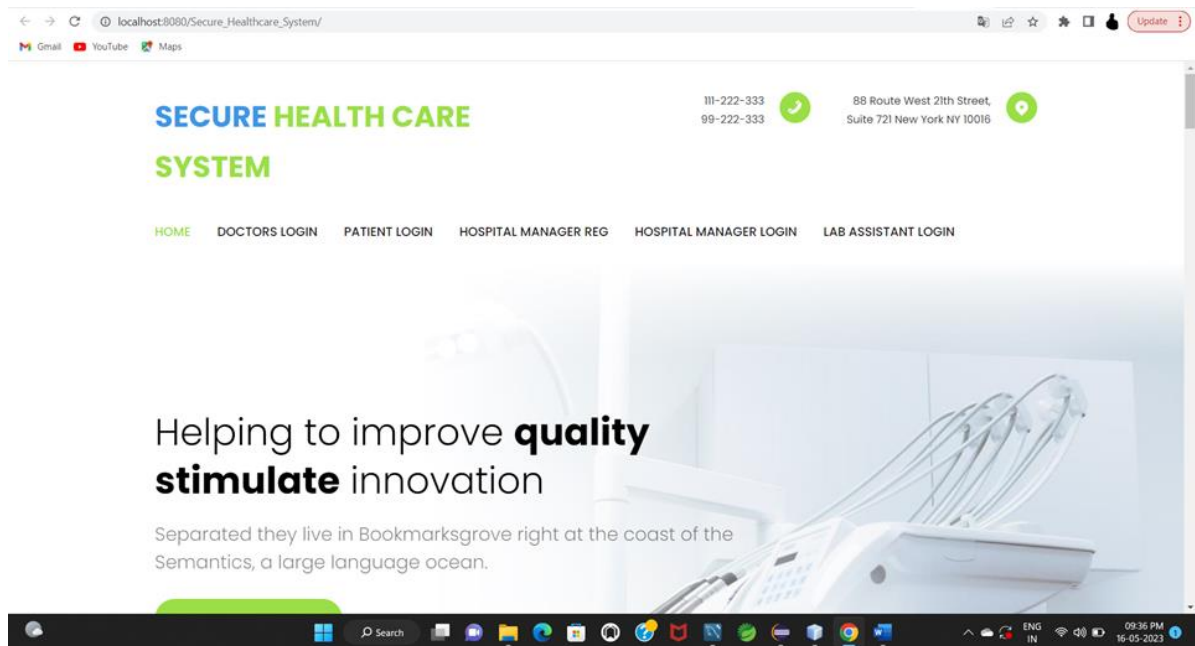 localhost:8080/Secure_Healthcare_System/
Update
Gmail YouTube Maps
SECURE HEALTH CARE
SYSTEM
111-222-333
99-222-333
88 Route West 21th Street,
Suite 721 New York NY 10016
HOME DOCTORS LOGIN PATIENT LOGIN HOSPITAL MANAGER REG HOSPITAL MANAGER LOGIN LAB ASSISTANT LOGIN
Helping to improve quality
stimulate innovation
Separated they live in Bookmarksgrove right at the coast of the
Semantics, a large language ocean.
Search
ENG
IN
09:36 PM
16-05-2023
1